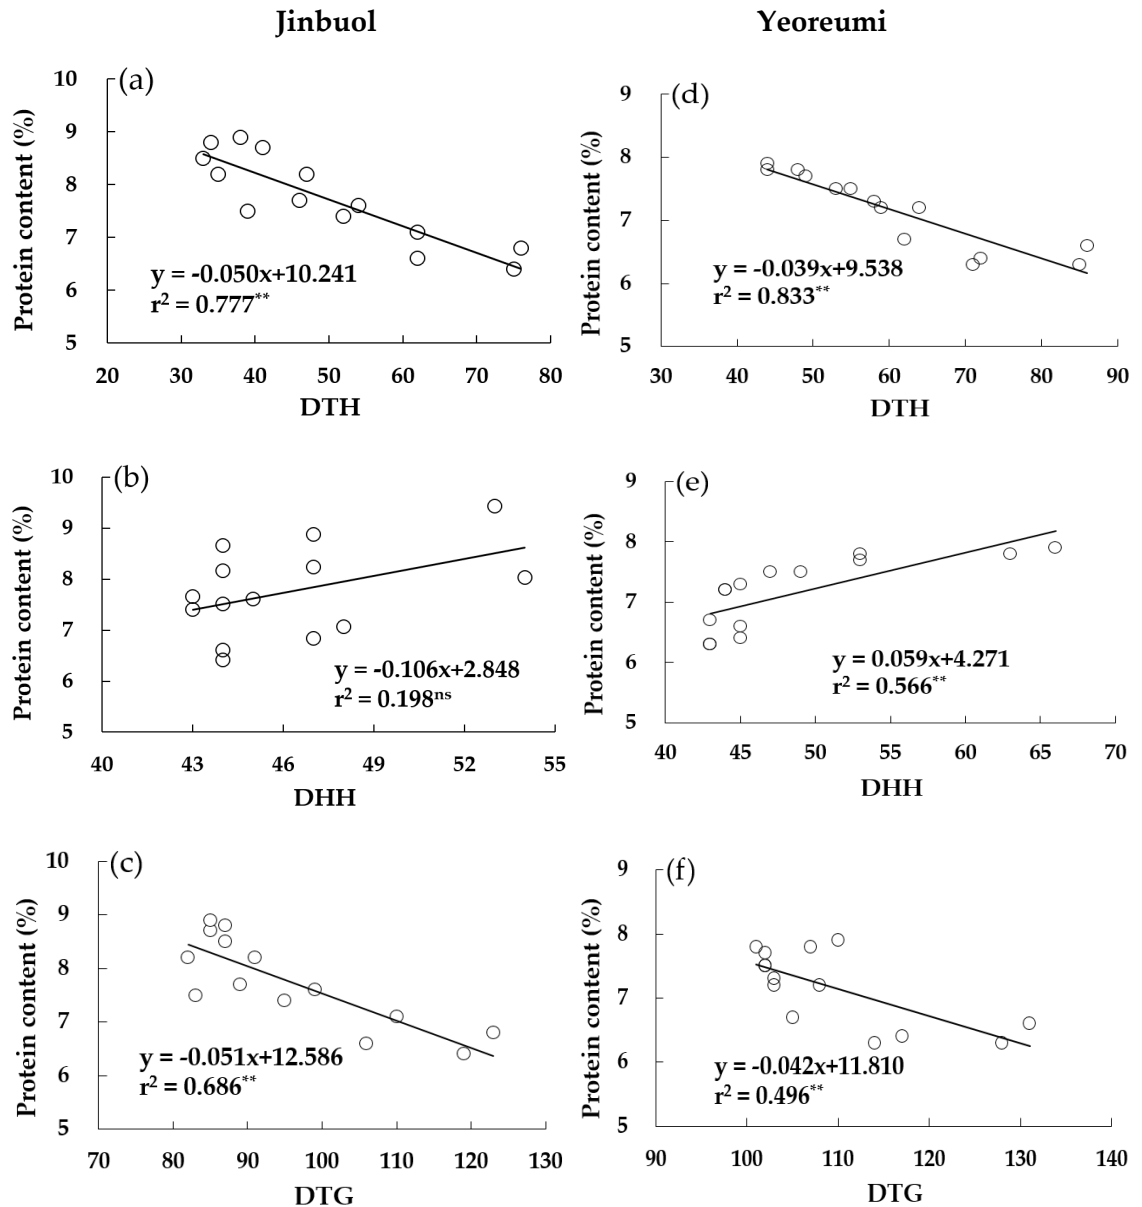 Jinbuol
Yeoreumi
(a)
Protein content (%)
10
9
8
7
6
5
y = -0.050x+10.241
r² = 0.777**
20 30 40 50 60 70 80
DTH
(d)
Protein content (%)
9
8
7
6
5
y = -0.039x+9.538
r² = 0.833**
30 40 50 60 70 80 90
DTH
(b)
Protein content (%)
10
9
8
7
6
5
y = -0.106x+2.848
r² = 0.198ns
40 43 46 49 52 55
DHH
(e)
Protein content (%)
9
8
7
6
5
y = 0.059x+4.271
r² = 0.566**
40 45 50 55 60 65 70
DHH
(c)
Protein content (%)
10
9
8
7
6
5
y = -0.051x+12.586
r² = 0.686**
70 80 90 100 110 120 130
DTG
(f)
Protein content (%)
9
8
7
6
5
y = -0.042x+11.810
r² = 0.496**
90 100 110 120 130 140
DTG